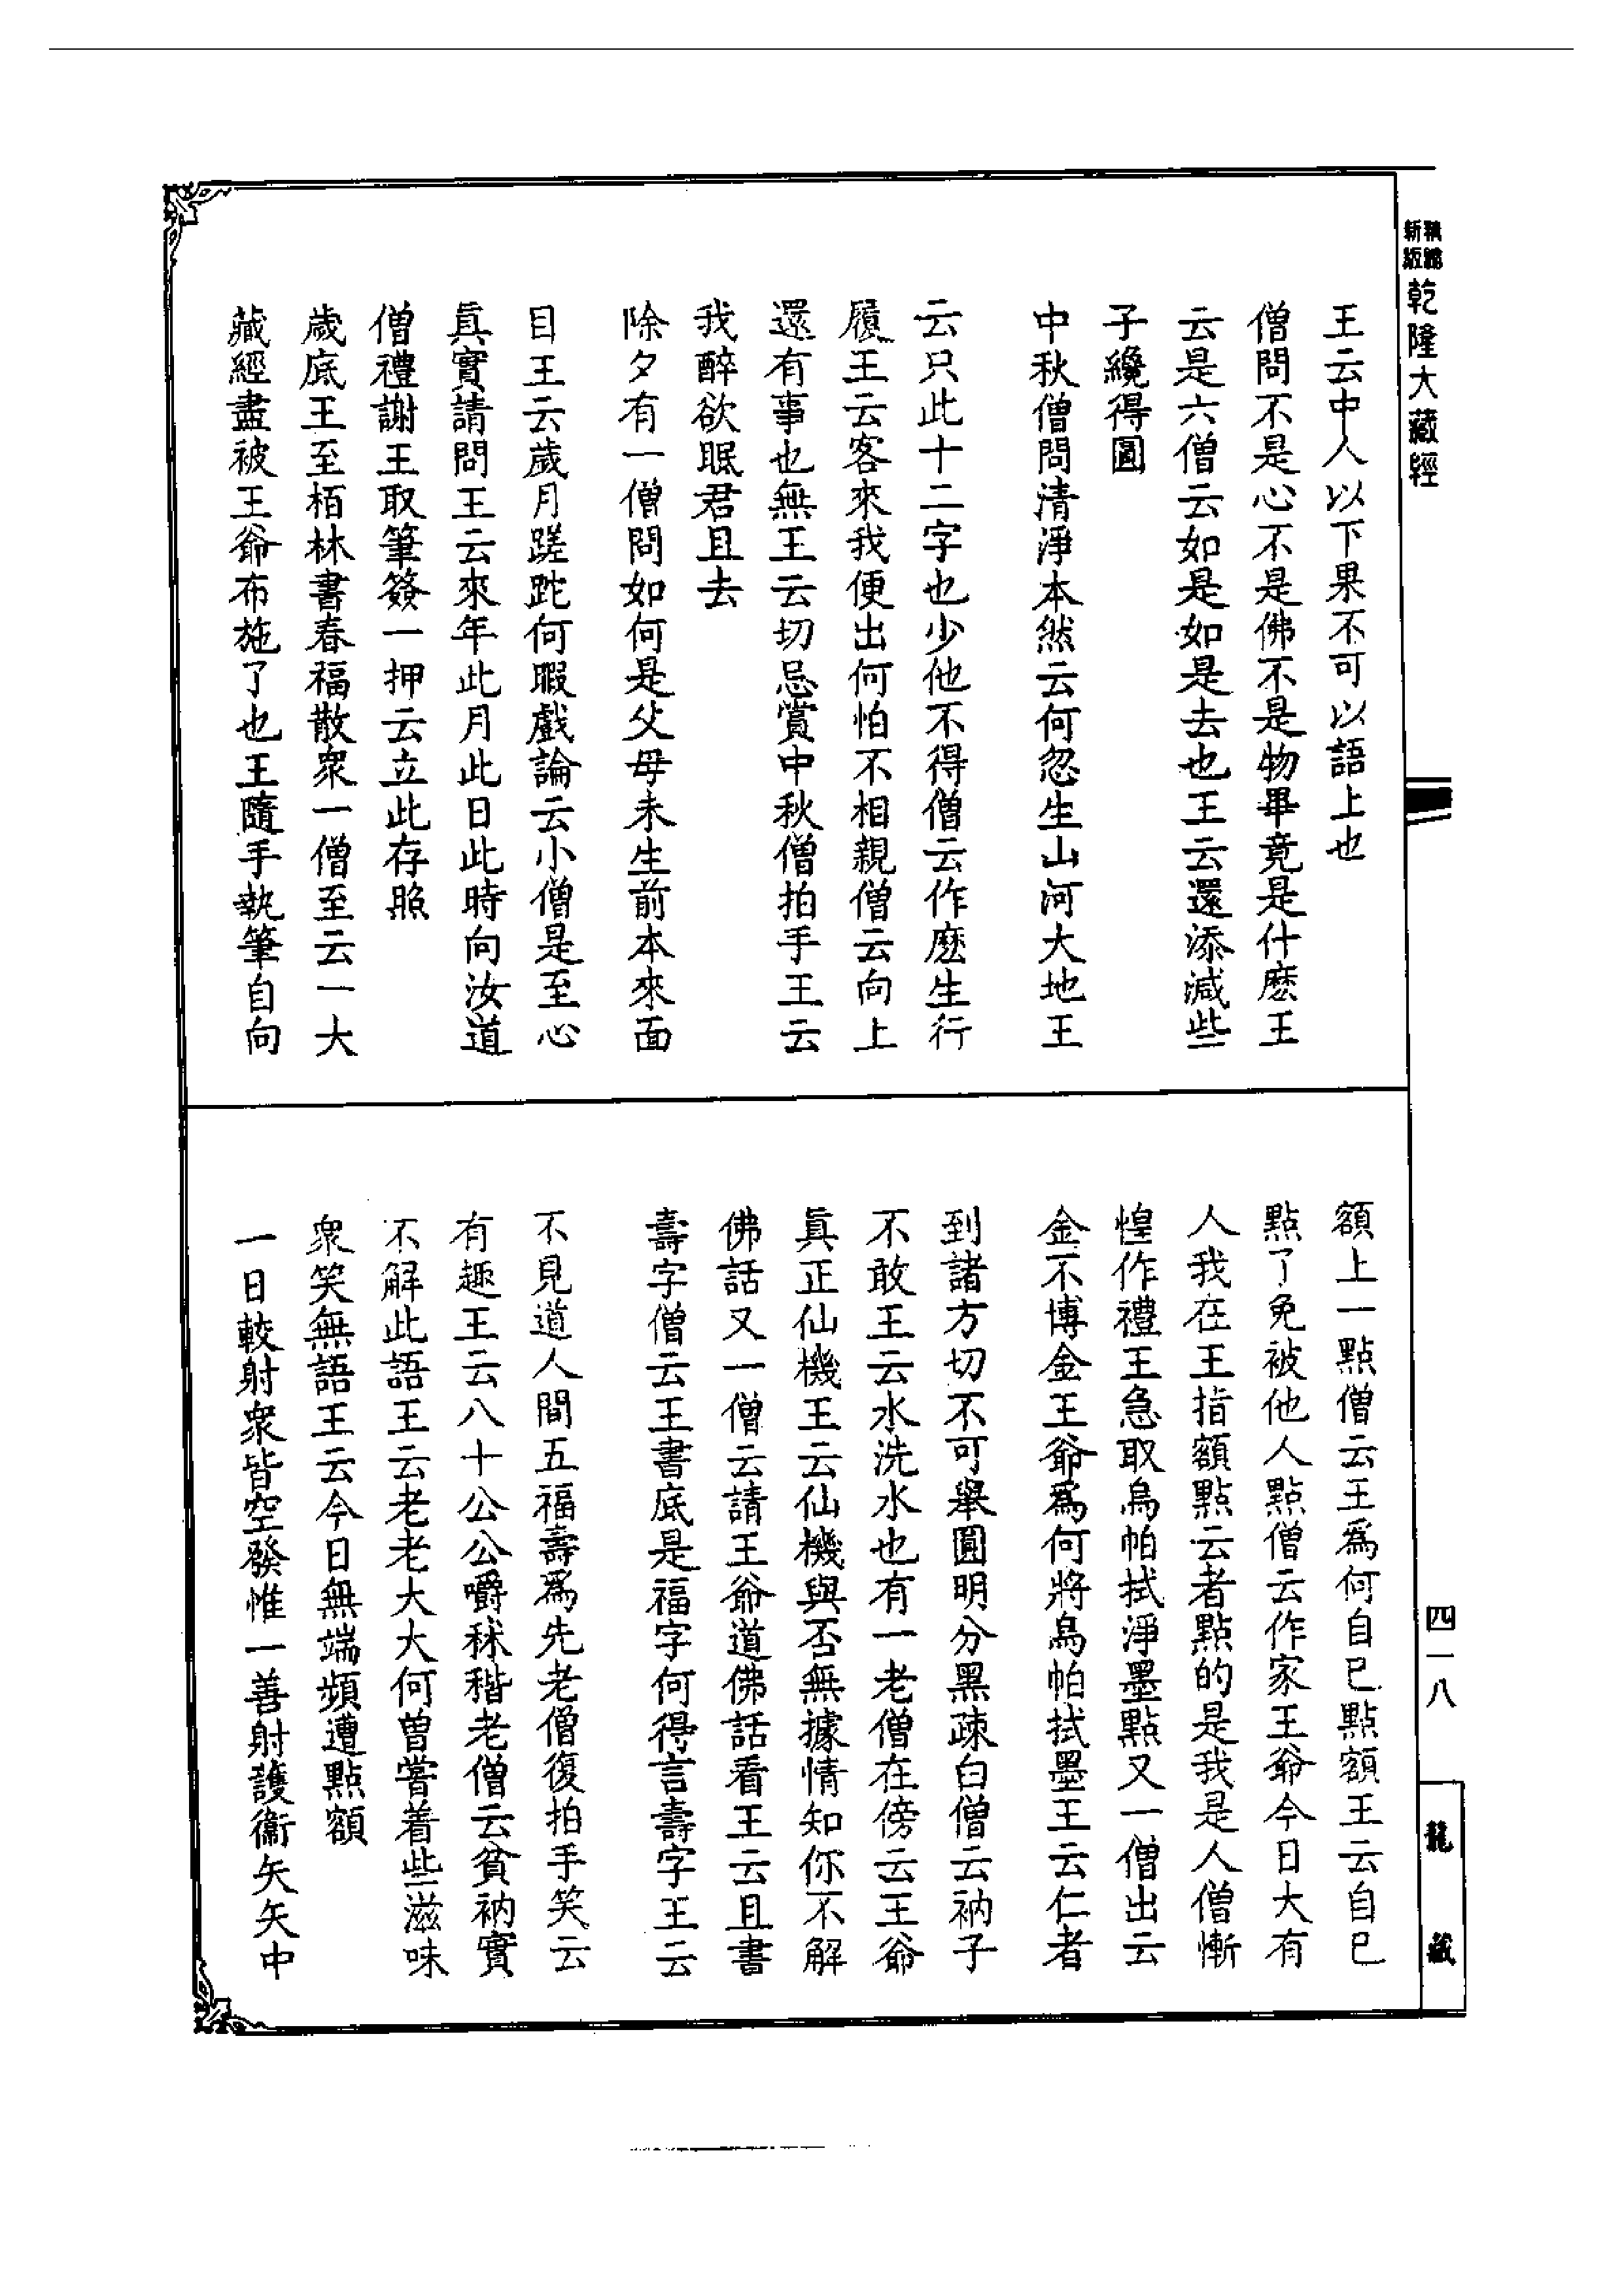 新版
乾隆大藏經
王云中人以下果不可以語上也
僧問不是心不是佛不是物畢竟是什麽王
云是六僧云如是如是去也王云還添減些
子纔得圓
中秋僧問清淨本然云何忽生山河大地王
云只此十二字也少他不得僧云作麽生行
履王云客來我便出何怕不相親僧云向上
還有事也無王云切忌賞中秋僧拍手王云
我醉欲眠君且去
除夕有一僧問如何是父母未生前本來面
目王云歲月蹉跎何暇戲論云小僧是至心
真實請問王云來年此月此日此時向汝道
僧禮謝王取筆簽一押云立此存照
歲底王至栢林書春福散衆一僧至云一大
藏經盡被王爺布施了也王隨手執筆自向
額上一點僧云王爲何自已點額王云自已
點了免被他人點僧云作家王爺今日大有
人我在王指額點云者點的是我是人僧慚
惶作禮王急取烏帕拭淨墨點又一僧出云
金不博金王爺爲何將烏帕拭墨王云仁者
到諸方切不可舉圓明分黑疎白僧云衲子
不敢王云水洗水也有一老僧在傍云王爺
真正仙機王云仙機與否無據情知你不解
佛話又一僧云請王爺道佛話看王云且書
壽字僧云王書底是福字何得言壽字王云
不見道人間五福壽爲先老僧復拍手笑云
有趣王云八十公公嚼秫稭老僧云貧衲實
不解此語王云老老大大何曾嘗着些滋味
衆笑無語王云今日無端頻遭點額
一日較射衆皆空發惟一善射護衞矢矢中
四一八
龍藏